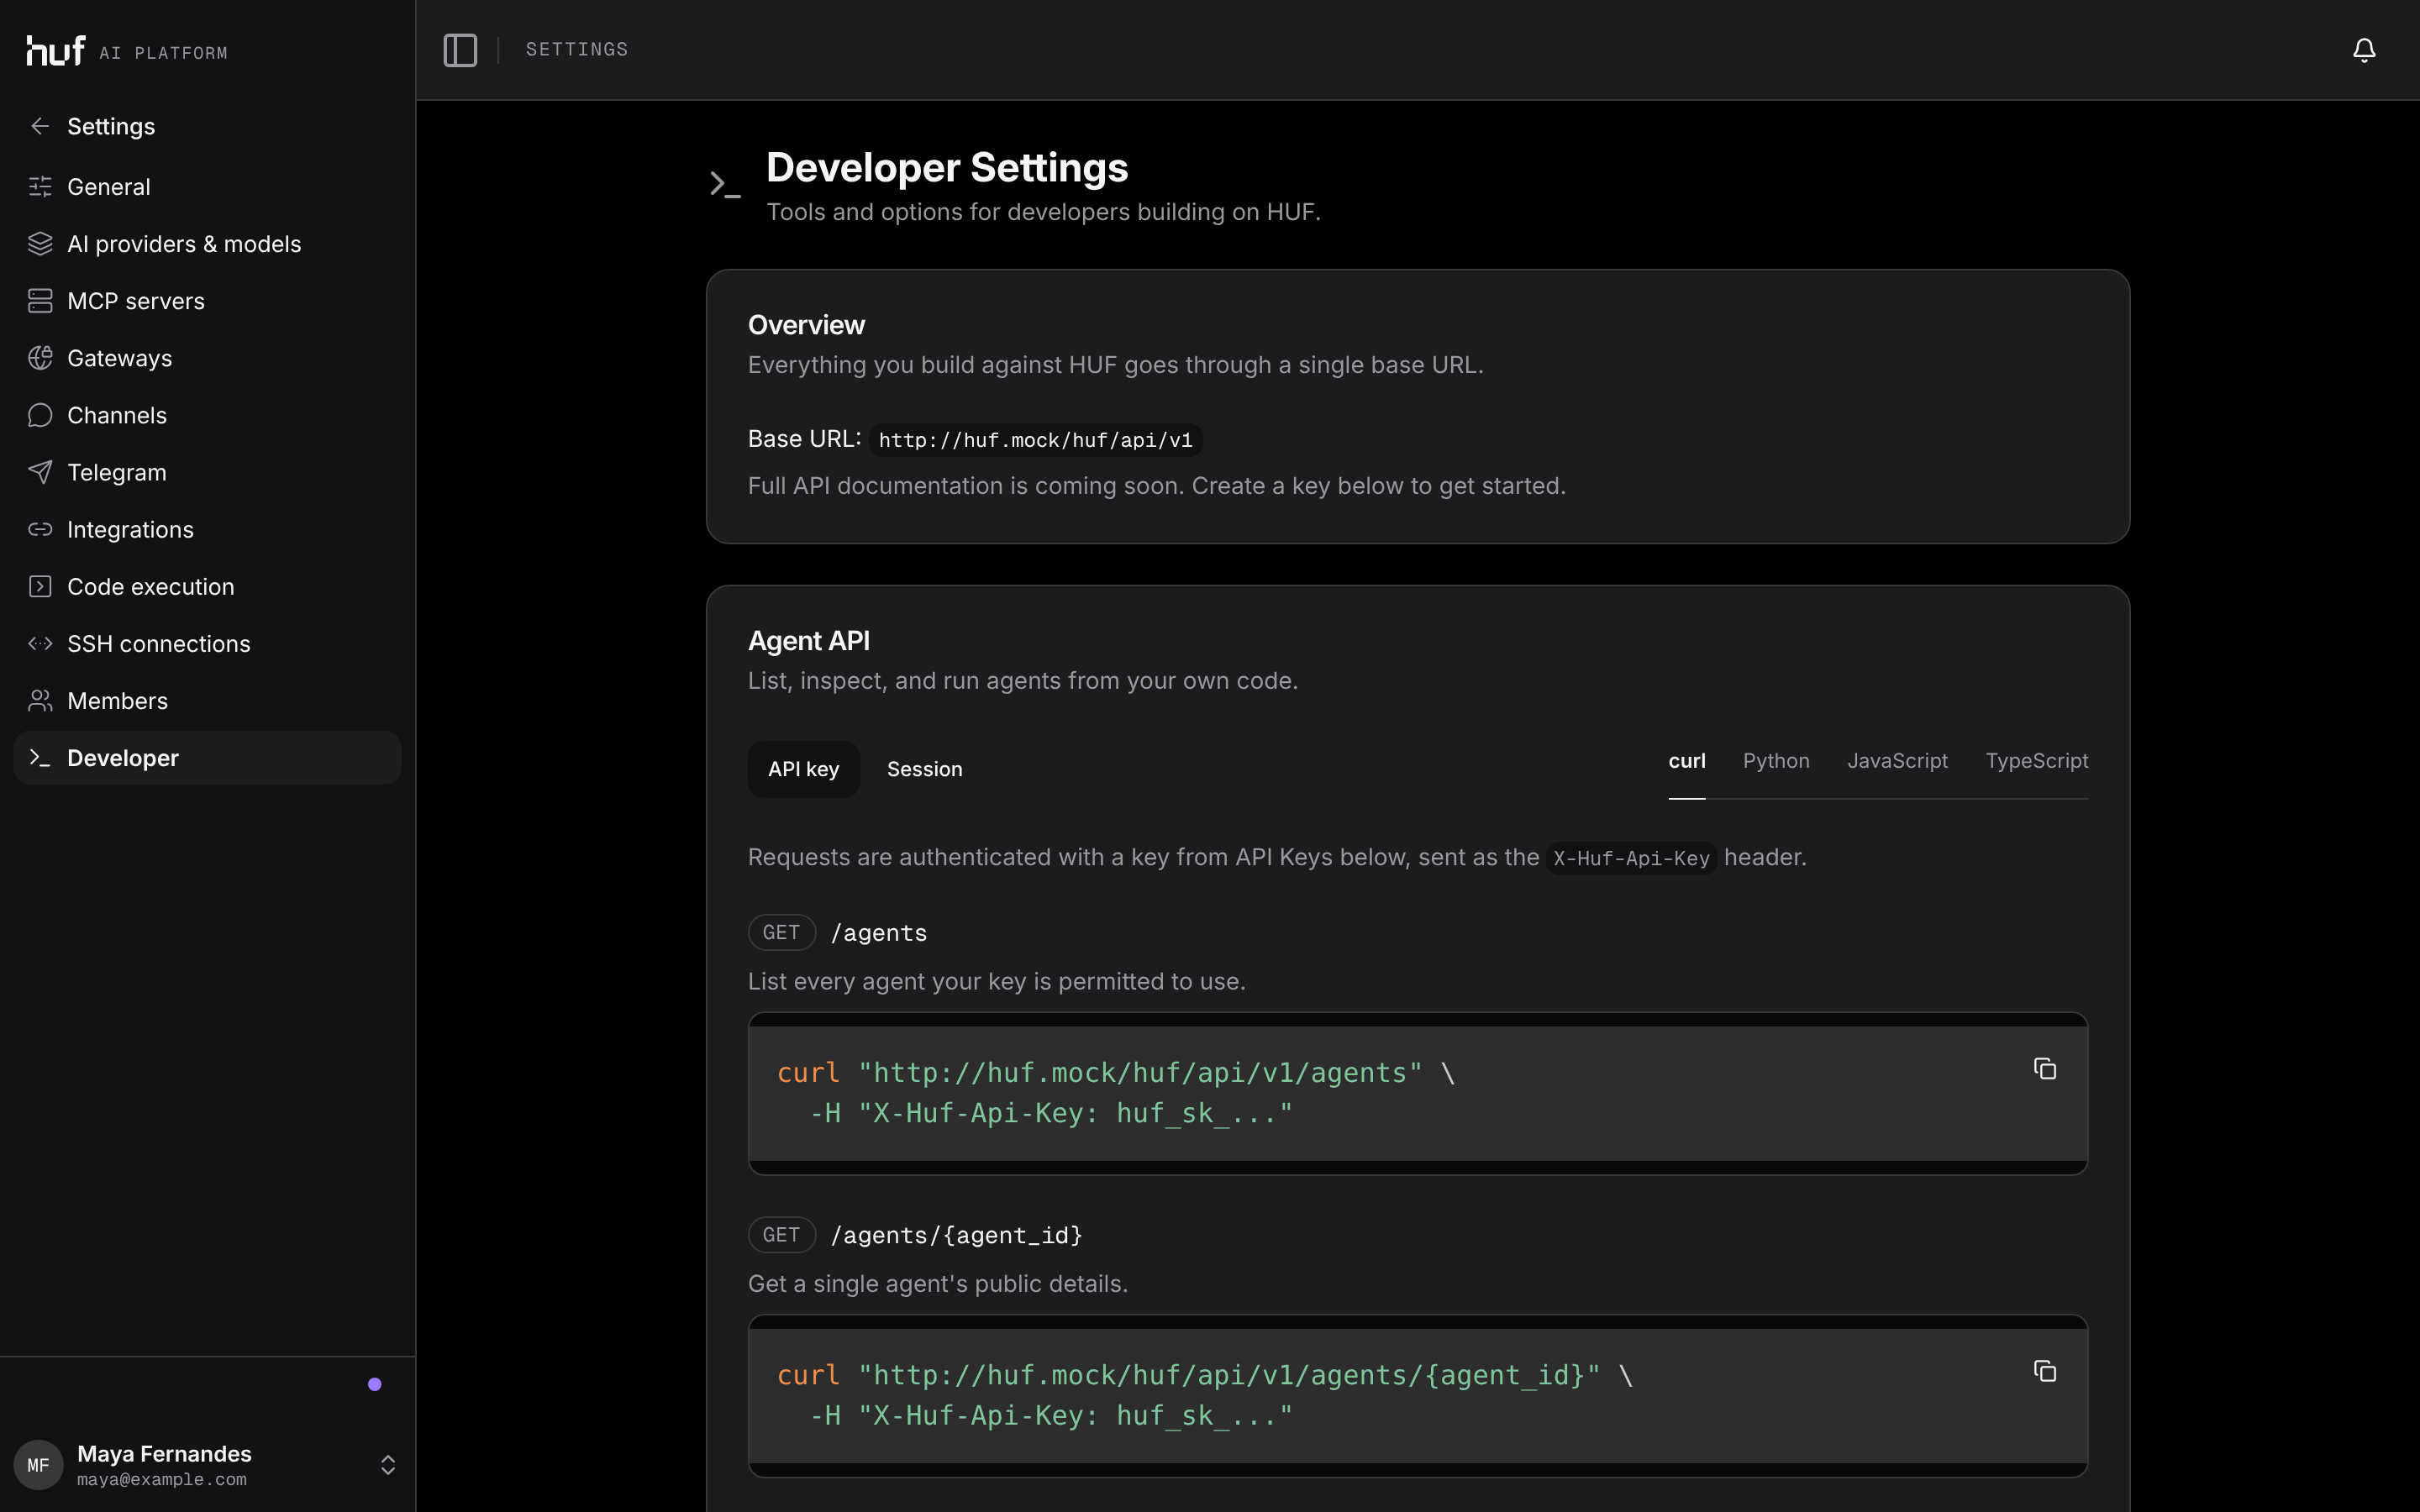 huf AI PLATFORM
Settings
General
AI providers & models
MCP servers
Gateways
Channels
Telegram
Integrations
Code execution
SSH connections
Members
Developer
MF
Maya Fernandes
maya@example.com
SETTINGS
Developer Settings
Tools and options for developers building on HUF.
Overview
Everything you build against HUF goes through a single base URL.
Base URL: http://huf.mock/huf/api/v1
Full API documentation is coming soon. Create a key below to get started.
Agent API
List, inspect, and run agents from your own code.
API key Session curl Python JavaScript TypeScript
Requests are authenticated with a key from API Keys below, sent as the X-Huf-Api-Key header.
GET /agents
List every agent your key is permitted to use.
curl "http://huf.mock/huf/api/v1/agents" \
-H "X-Huf-Api-Key: huf_sk_..."
GET /agents/{agent_id}
Get a single agent's public details.
curl "http://huf.mock/huf/api/v1/agents/{agent_id}" \
-H "X-Huf-Api-Key: huf_sk_..."